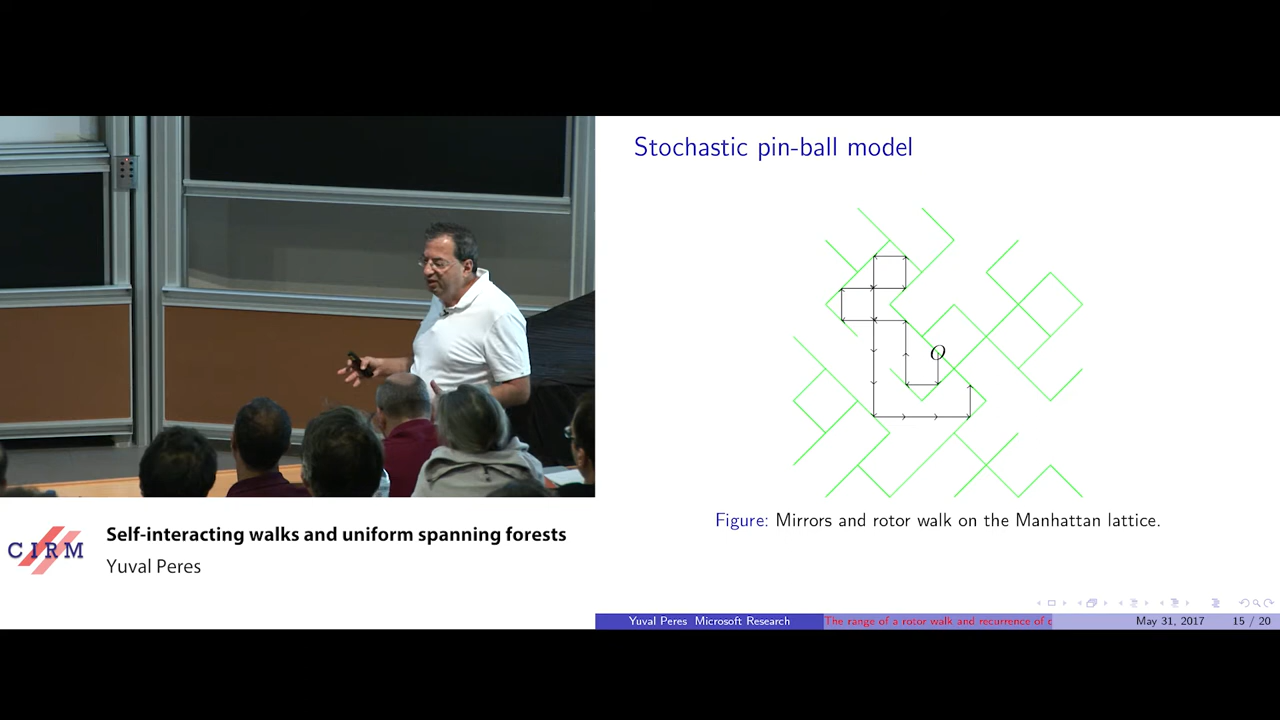 Stochastic pin-ball model
O
Figure: Mirrors and rotor walk on the Manhattan lattice.
CIRM
Self-interacting walks and uniform spanning forests
Yuval Peres
Yuval Peres Microsoft Research
The range of a rotor walk and recurrence of
May 31, 2017
15 / 20